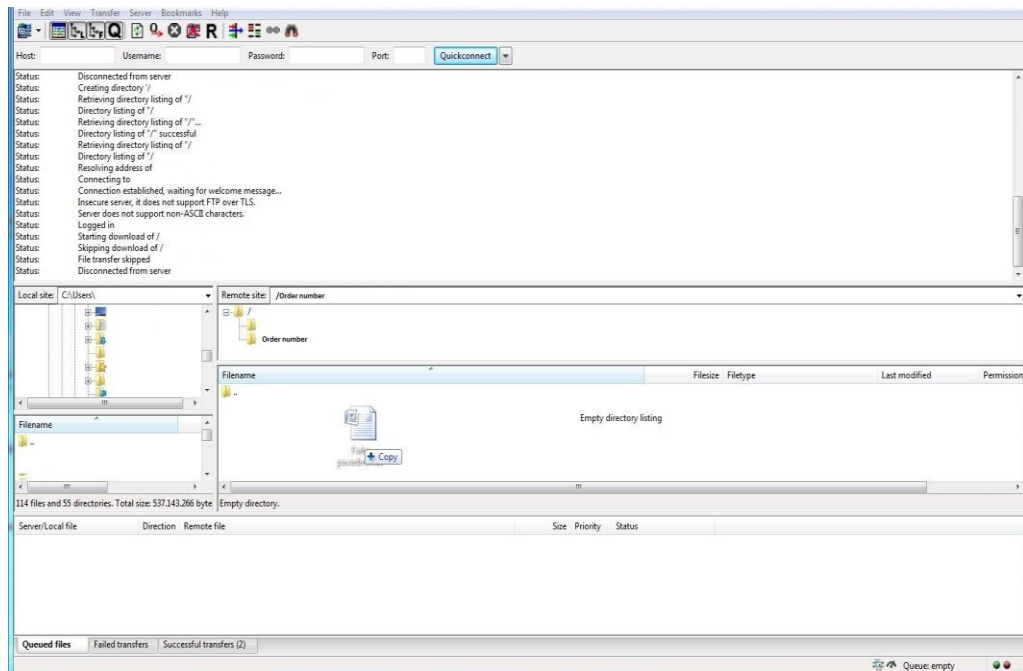 File Edit View Transfer Server Bookmarks Help
Host: Username: Password: Port: Quickconnect
Status: Disconnected from server
Status: Creating directory '/
Status: Retrieving directory listing of "/
Status: Directory listing of "/
Status: Retrieving directory listing of "/"...
Status: Directory listing of "/" successful
Status: Retrieving directory listing of "/
Status: Directory listing of "/
Status: Resolving address of
Status: Connecting to
Status: Connection established, waiting for welcome message...
Status: Insecure server, it does not support FTP over TLS.
Status: Server does not support non-ASCII characters.
Status: Logged in
Status: Starting download of /
Status: Skipping download of /
Status: File transfer skipped
Status: Disconnected from server
Local site: C:\Users\ Remote site: /Order number
/
Order number
Filename Filesize Filetype Last modified Permission
..
Empty directory listing
Copy
Filename
..
114 files and 55 directories. Total size: 537.143.266 byte Empty directory.
Server/Local file Direction Remote file Size Priority Status
Queued files Failed transfers Successful transfers (2)
Queue: empty